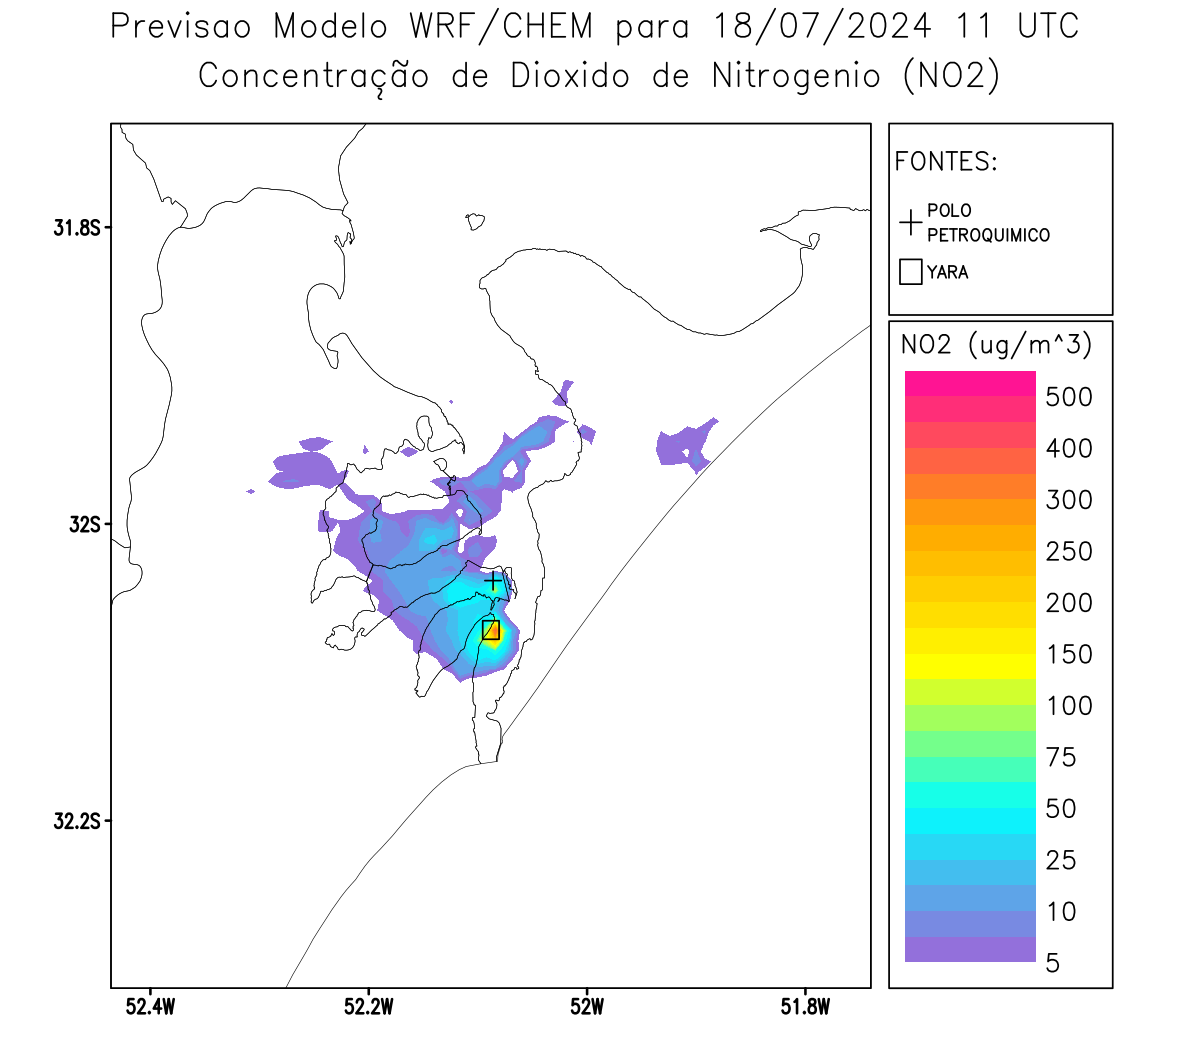 Previsao Modelo WRF/CHEM para 18/07/2024 11 UTC
Concentração de Dioxido de Nitrogenio (NO2)
FONTES:
POLO
PETROQUIMICO
YARA
31.8S
32S
32.2S
52.4W
52.2W
52W
51.8W
NO2 (ug/m^3)
500
400
300
250
200
150
100
75
50
25
10
5